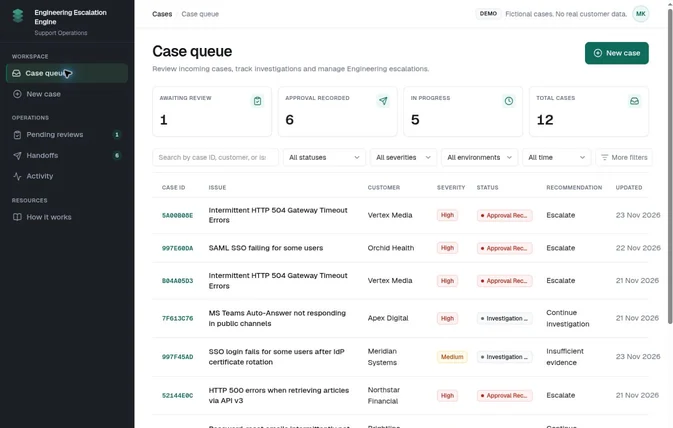 Engineering Escalation
Engine
Support Operations
WORKSPACE
Case queue
New case
OPERATIONS
Pending reviews 1
Handoffs 6
Activity
RESOURCES
How it works
Cases Case queue
DEMO Fictional cases. No real customer data. MK
Case queue
Review incoming cases, track investigations and manage Engineering escalations.
New case
AWAITING REVIEW
1
APPROVAL RECORDED
6
IN PROGRESS
5
TOTAL CASES
12
Search by case ID, customer, or is: All statuses All severities All environments All time More filters
CASE ID ISSUE CUSTOMER SEVERITY STATUS RECOMMENDATION UPDATED
5A00B08E Intermittent HTTP 504 Gateway Timeout Errors Vertex Media High Approval Rec... Escalate 23 Nov 2026
997E60DA SAML SSO failing for some users Orchid Health High Approval Rec... Escalate 22 Nov 2026
B04A05D3 Intermittent HTTP 504 Gateway Timeout Errors Vertex Media High Approval Rec... Escalate 21 Nov 2026
7F613C76 MS Teams Auto-Answer not responding in public channels Apex Digital High Investigation ... Continue investigation 21 Nov 2026
997F45AD SSO login fails for some users after IdP certificate rotation Meridian Systems Medium Investigation ... Insufficient evidence 23 Nov 2026
52144E0C HTTP 500 errors when retrieving articles via API v3 Northstar Financial High Approval Rec... Escalate 21 Nov 2026